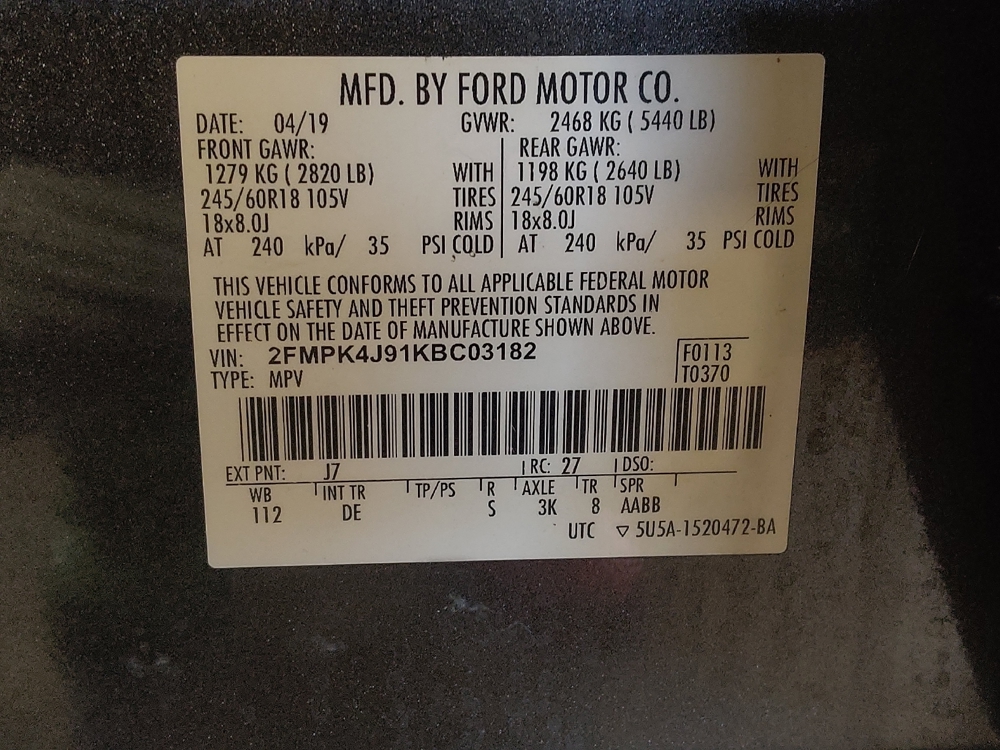 MFD. BY FORD MOTOR CO.
DATE: 04/19 GVWR: 2468 KG ( 5440 LB)
FRONT GAWR: REAR GAWR:
1279 KG ( 2820 LB) WITH 1198 KG ( 2640 LB) WITH
245/60R18 105V TIRES 245/60R18 105V TIRES
18x8.0J RIMS 18x8.0J RIMS
AT 240 kPa/ 35 PSI COLD AT 240 kPa/ 35 PSI COLD
THIS VEHICLE CONFORMS TO ALL APPLICABLE FEDERAL MOTOR
VEHICLE SAFETY AND THEFT PREVENTION STANDARDS IN
EFFECT ON THE DATE OF MANUFACTURE SHOWN ABOVE.
VIN: 2FMPK4J91KBC03182 F0113
TYPE: MPV T0370
EXT PNT: J7 RC: 27 DSO:
WB INT TR TP/PS R AXLE TR SPR
112 DE S 3K 8 AABB
UTC ▽ 5U5A-1520472-BA